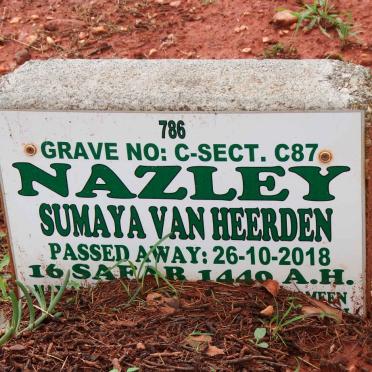 786
GRAVE NO: C-SECT. C87
NAZLEY
SUMAYA VAN HEERDEN
PASSED AWAY: 26-10-2018
16 SAFAR 1440 A.H.